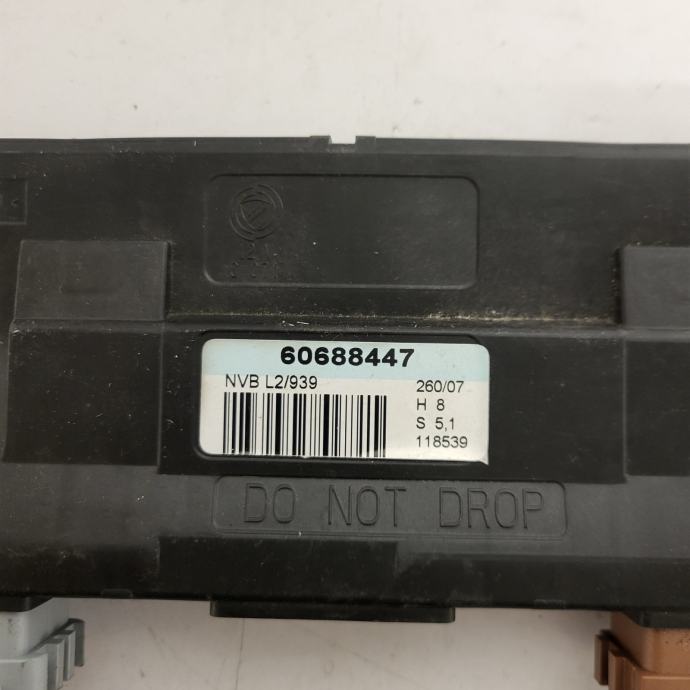 60688447
NVB L2/939
260/07
H 8
S 5,1
118539
DO NOT DROP